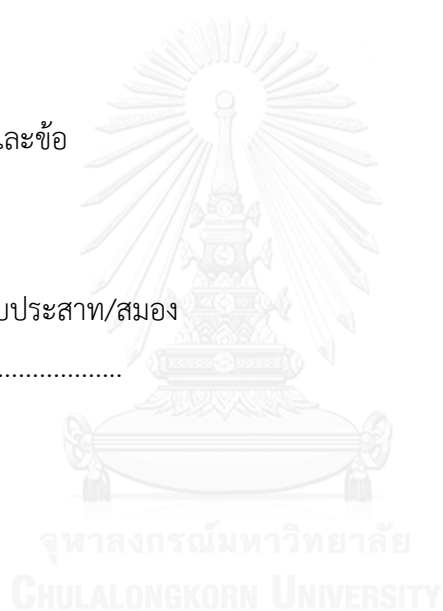 ละข้อ
บประสาท/สมอง
..................
จุฬาลงกรณ์มหาวิทยาลัย
CHULALONGKORN UNIVERSITY